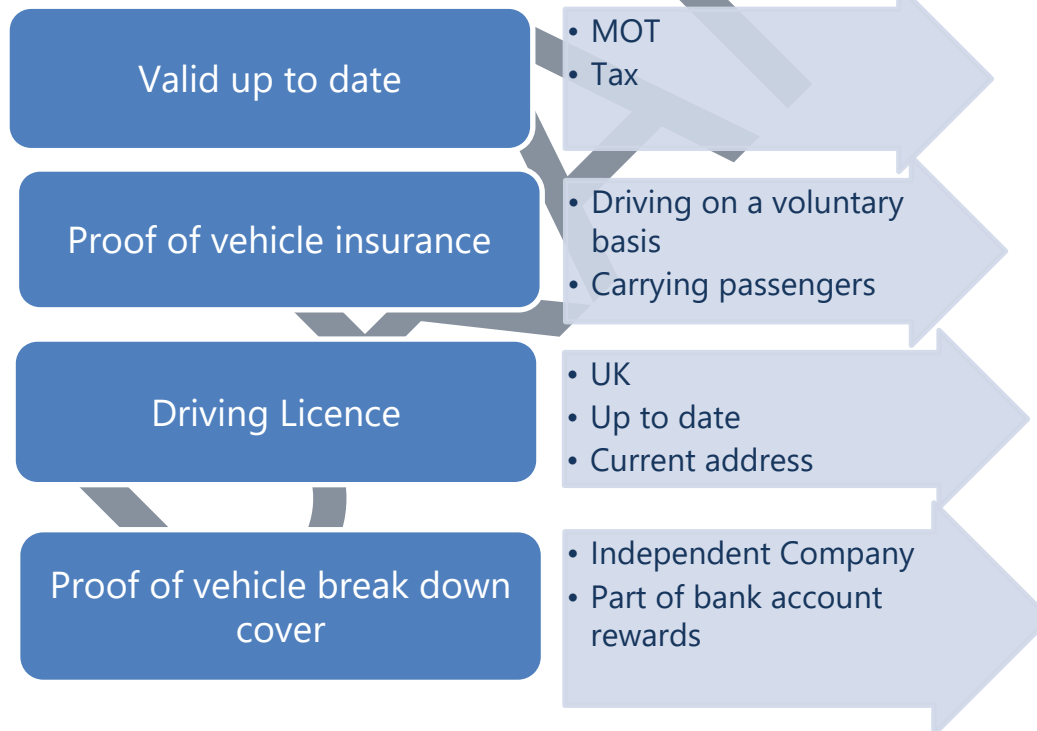 Valid up to date
• MOT
• Tax
Proof of vehicle insurance
• Driving on a voluntary
basis
• Carrying passengers
Driving Licence
• UK
• Up to date
• Current address
Proof of vehicle break down
cover
• Independent Company
• Part of bank account
rewards